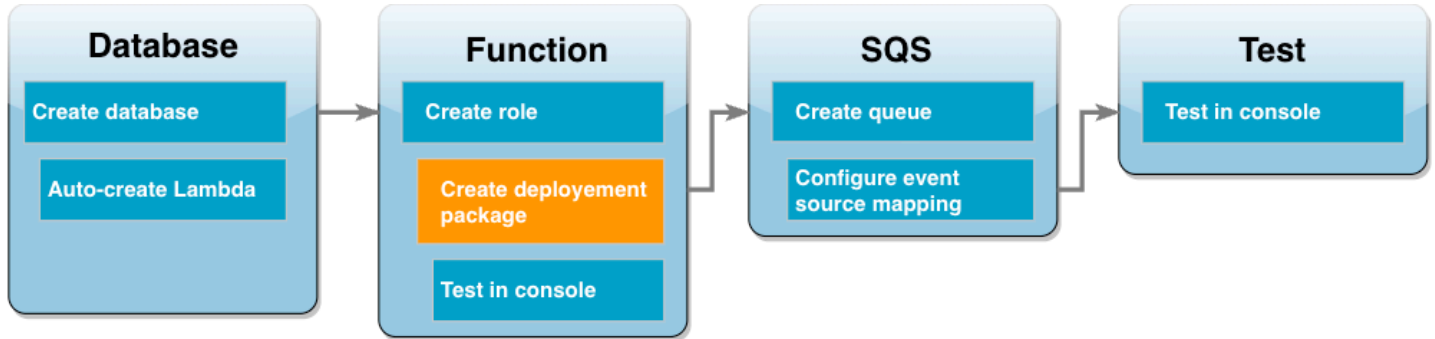 Database
Create database
Auto-create Lambda
Function
Create role
Create deployement
package
Test in console
SQS
Create queue
Configure event
source mapping
Test
Test in console